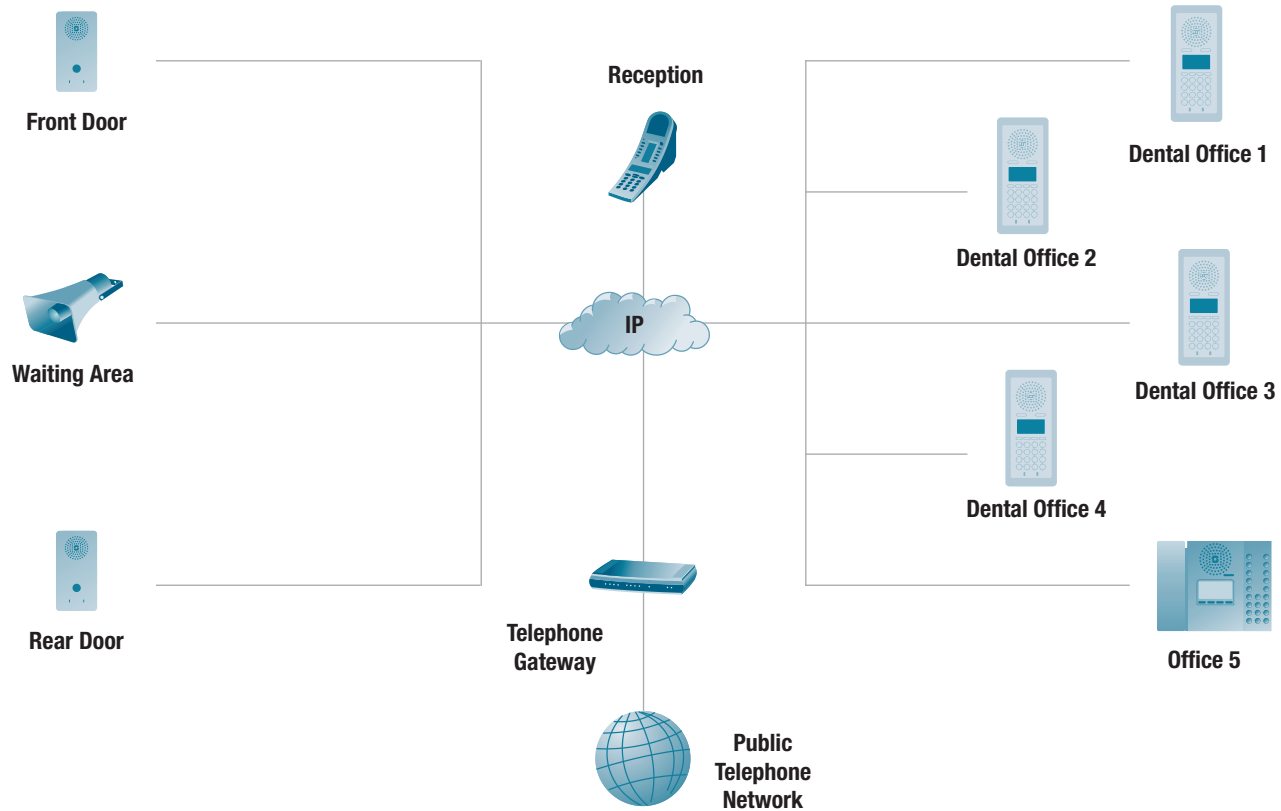 Front Door
Reception
Dental Office 1
Dental Office 2
IP
Waiting Area
Dental Office 3
Dental Office 4
Rear Door
Telephone
Gateway
Office 5
Public
Telephone
Network